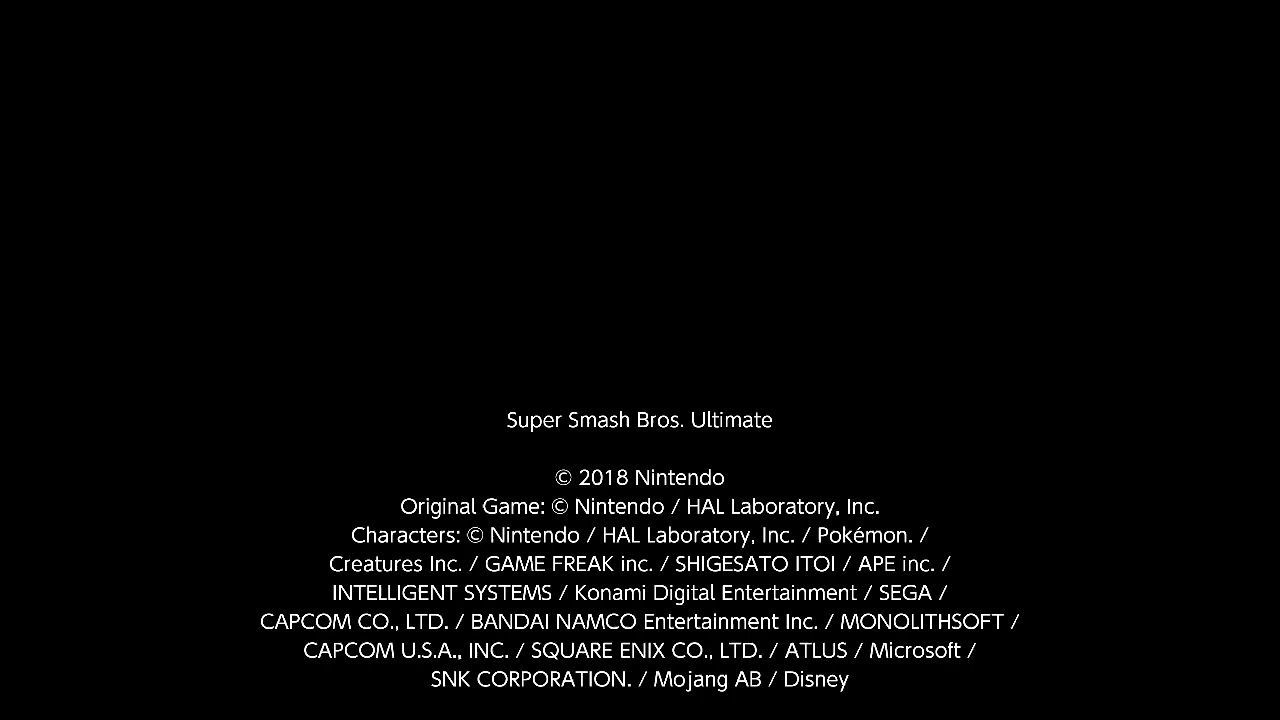 Super Smash Bros. Ultimate
© 2018 Nintendo
Original Game: © Nintendo / HAL Laboratory, Inc.
Characters: © Nintendo / HAL Laboratory, Inc. / Pokémon. /
Creatures Inc. / GAME FREAK inc. / SHIGESATO ITOI / APE inc. /
INTELLIGENT SYSTEMS / Konami Digital Entertainment / SEGA /
CAPCOM CO., LTD. / BANDAI NAMCO Entertainment Inc. / MONOLITHSOFT /
CAPCOM U.S.A., INC. / SQUARE ENIX CO., LTD. / ATLUS / Microsoft /
SNK CORPORATION. / Mojang AB / Disney